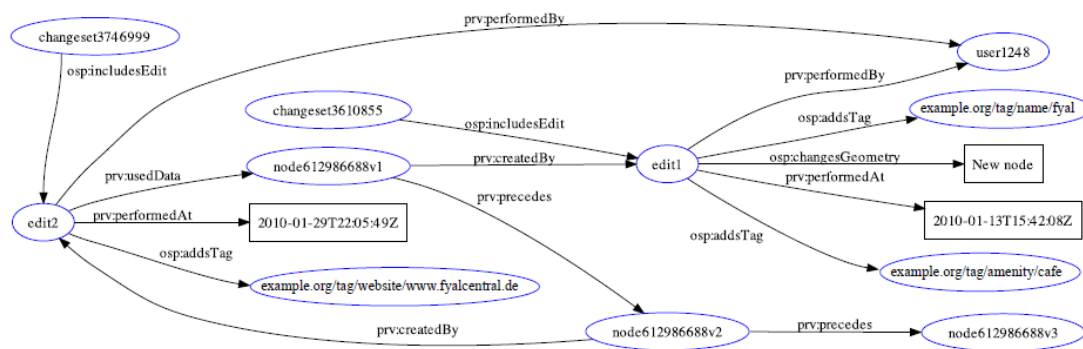 prv:performedBy
changeset3746999
user1248
osp:includesEdit
prv:performedBy
changeset3610855
example.org/tag/name/fyal
osp:includesEdit
osp:addsTag
node612986688v1
prv:createdBy
edit1
osp:changesGeometry
New node
prv:usedData
prv:performedAt
prv:precedes
edit2
prv:performedAt
2010-01-29T22:05:49Z
2010-01-13T15:42:08Z
osp:addsTag
osp:addsTag
example.org/tag/amenity/cafe
example.org/tag/website/www.fyalcentral.de
prv:createdBy
node612986688v2
prv:precedes
node612986688v3